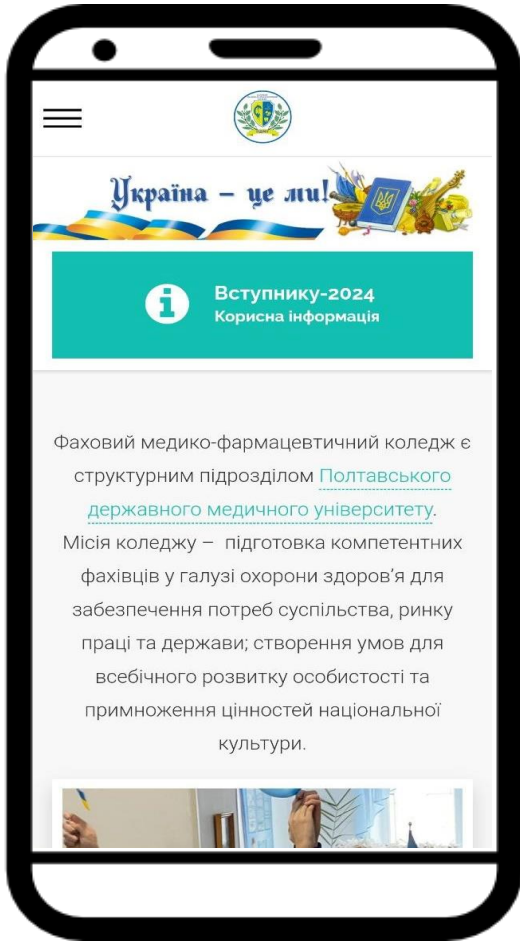 Україна – це ми!
Вступнику-2024
Корисна інформація
Фаховий медико-фармацевтичний коледж є
структурним підрозділом Полтавського
державного медичного університету.
Місія коледжу – підготовка компетентних
фахівців у галузі охорони здоров’я для
забезпечення потреб суспільства, ринку
праці та держави; створення умов для
всебічного розвитку особистості та
примноження цінностей національної
культури.